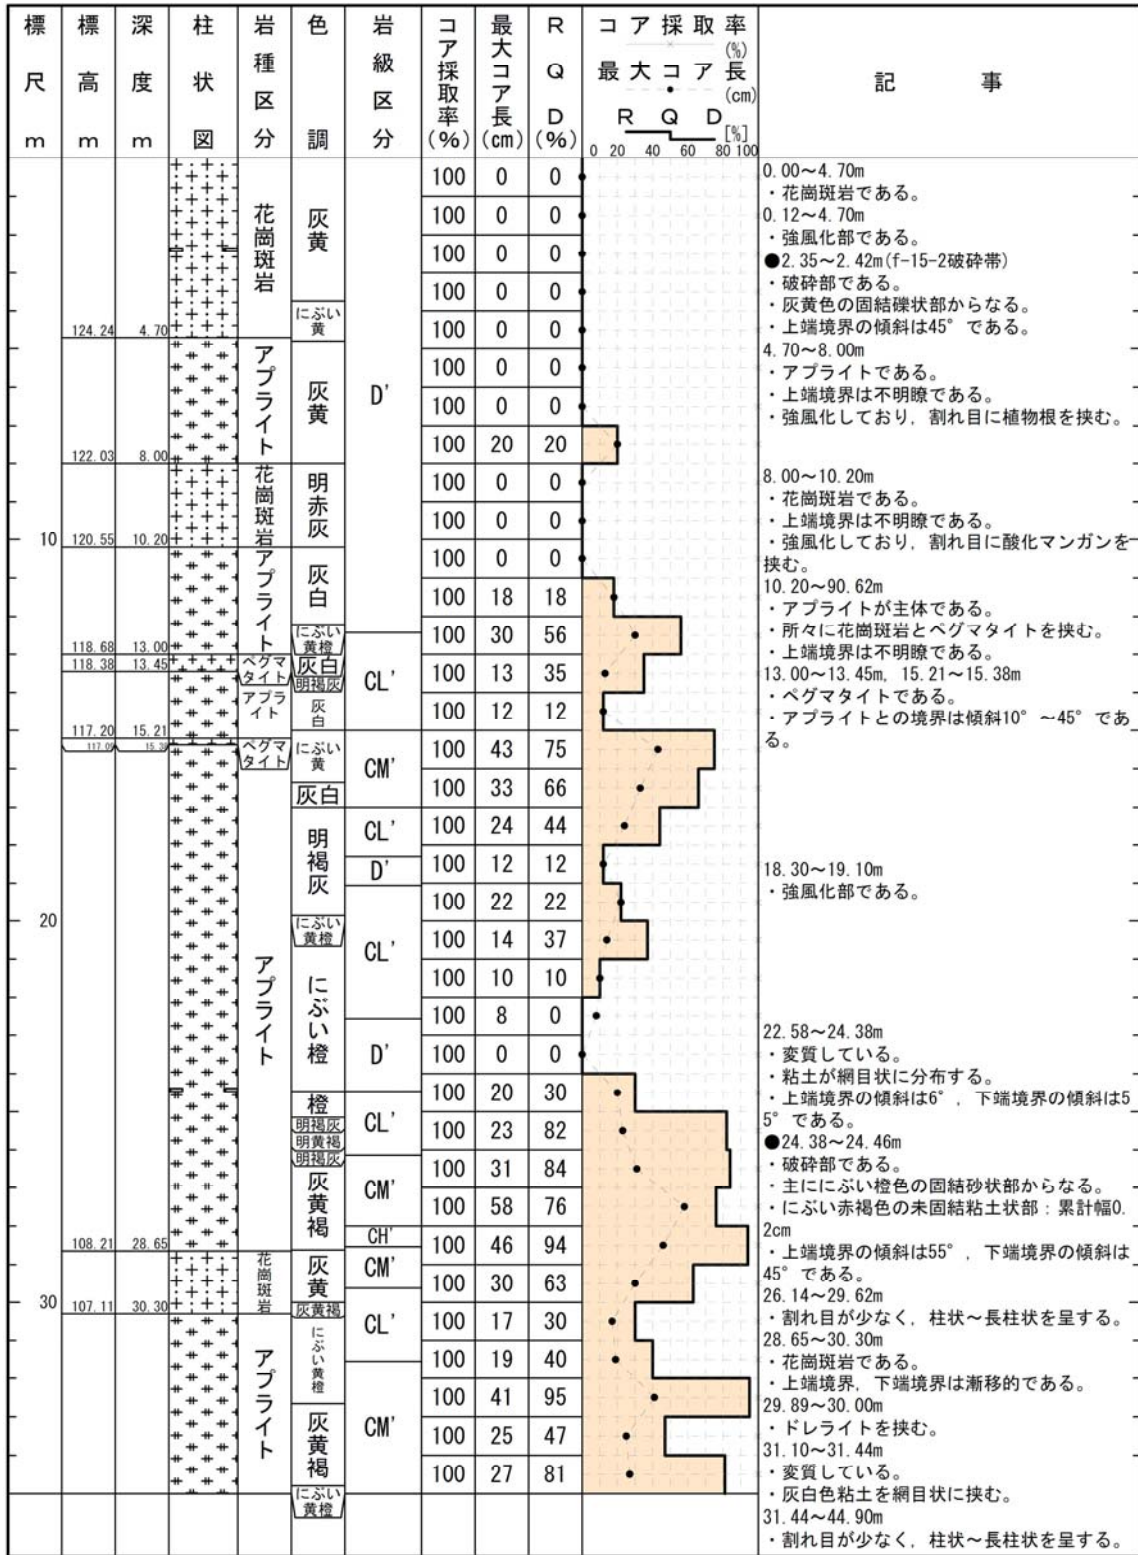 標尺m
標高m
深度m
柱状図
岩種区分
色調
岩級区分
コア採取率(%)
最大コア長(cm)
RQD(%)
コア採取率(%)
最大コア長(cm)
RQD[%]
0 20 40 60 80 100
記事
10
20
30
124.24 4.70
122.03 8.00
120.55 10.20
118.68 13.00
118.38 13.45
117.20 15.21
117.09 15.38
108.21 28.65
107.11 30.30
花崗斑岩
アプライト
花崗斑岩
アプライト
ペグマタイト
アプライト
ペグマタイト
アプライト
花崗斑岩
アプライト
灰黄
にぶい黄
灰黄
明赤灰
灰白
にぶい黄橙
灰白
明褐灰
灰白
にぶい黄
灰白
明褐灰
にぶい黄橙
にぶい橙
橙
明褐灰
明黄褐
明褐灰
灰黄褐
灰黄
灰黄褐
にぶい黄橙
灰黄褐
にぶい黄橙
D'
CL'
CM'
CL'
D'
CL'
D'
CL'
CM'
CH'
CM'
CL'
CM'
100 0 0
100 0 0
100 0 0
100 0 0
100 0 0
100 0 0
100 0 0
100 20 20
100 0 0
100 0 0
100 0 0
100 18 18
100 30 56
100 13 35
100 12 12
100 43 75
100 33 66
100 24 44
100 12 12
100 22 22
100 14 37
100 10 10
100 8 0
100 0 0
100 20 30
100 23 82
100 31 84
100 58 76
100 46 94
100 30 63
100 17 30
100 19 40
100 41 95
100 25 47
100 27 81
0.00～4.70m
・花崗斑岩である。
0.12～4.70m
・強風化部である。
●2.35～2.42m(f-15-2破砕帯)
・破砕部である。
・灰黄色の固結礫状部からなる。
・上端境界の傾斜は45°である。
4.70～8.00m
・アプライトである。
・上端境界は不明瞭である。
・強風化しており，割れ目に植物根を挟む。
8.00～10.20m
・花崗斑岩である。
・上端境界は不明瞭である。
・強風化しており，割れ目に酸化マンガンを
挟む。
10.20～90.62m
・アプライトが主体である。
・所々に花崗斑岩とペグマタイトを挟む。
・上端境界は不明瞭である。
13.00～13.45m, 15.21～15.38m
・ペグマタイトである。
・アプライトとの境界は傾斜10°～45°であ
る。
18.30～19.10m
・強風化部である。
22.58～24.38m
・変質している。
・粘土が網目状に分布する。
・上端境界の傾斜は6°，下端境界の傾斜は5
5°である。
●24.38～24.46m
・破砕部である。
・主ににぶい橙色の固結砂状部からなる。
・にぶい赤褐色の未固結粘土状部：累計幅0.
2cm
・上端境界の傾斜は55°，下端境界の傾斜は
45°である。
26.14～29.62m
・割れ目が少なく，柱状～長柱状を呈する。
28.65～30.30m
・花崗斑岩である。
・上端境界，下端境界は漸移的である。
29.89～30.00m
・ドレライトを挟む。
31.10～31.44m
・変質している。
・灰白色粘土を網目状に挟む。
31.44～44.90m
・割れ目が少なく，柱状～長柱状を呈する。